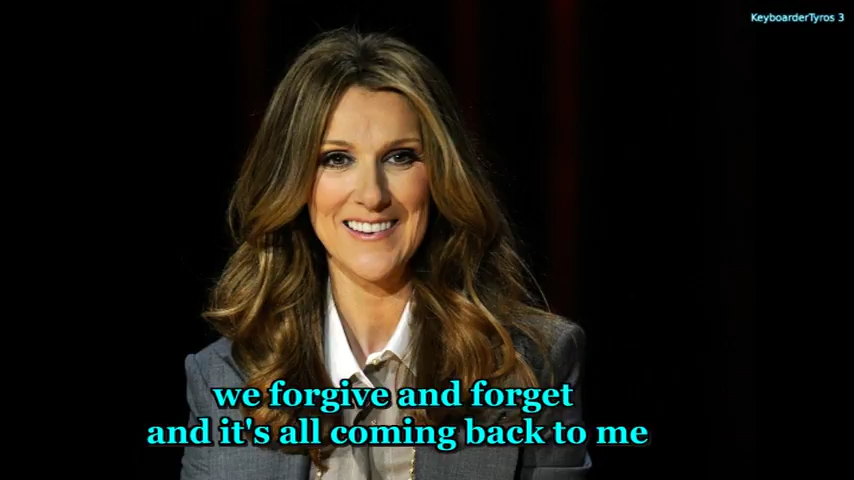 KeyboarderTyros 3
we forgive and forget
and it's all coming back to me